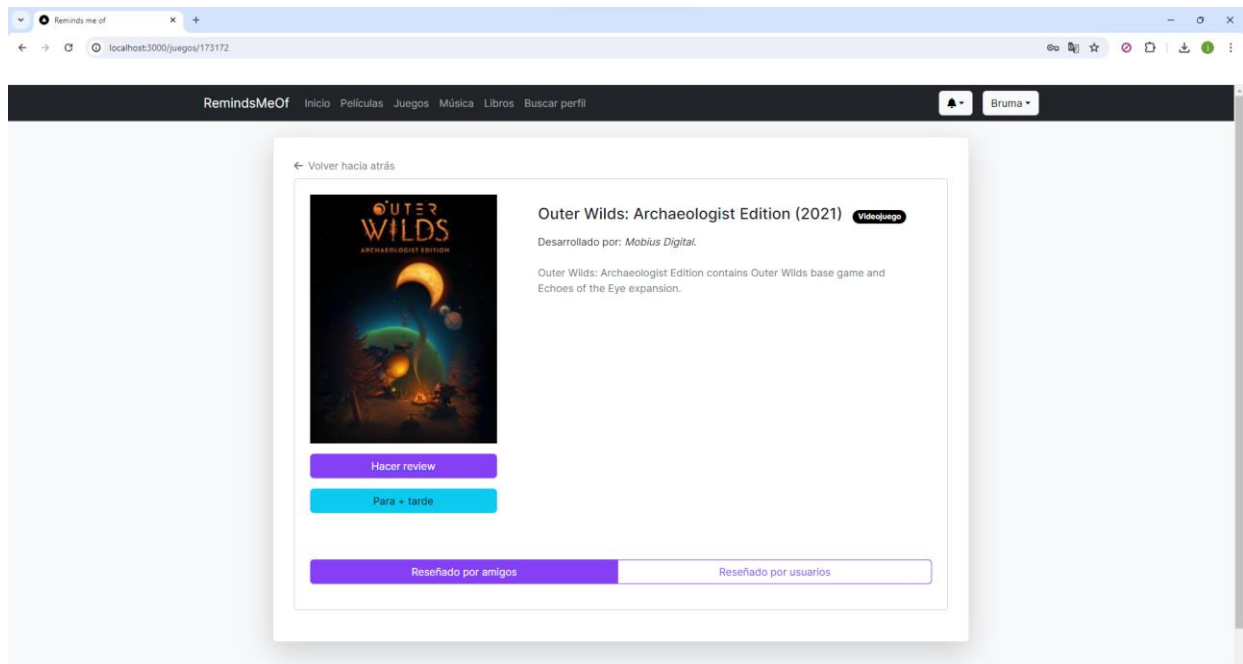 Reminds me of
localhost:3000/juegos/173172
RemindsMeOf Inicio Películas Juegos Música Libros Buscar perfil Bruma
Volver hacia atrás
OUTER
WILDS
ARCHAEOLOGIST EDITION
Outer Wilds: Archaeologist Edition (2021) Videojuego
Desarrollado por: Mobius Digital.
Outer Wilds: Archaeologist Edition contains Outer Wilds base game and
Echoes of the Eye expansion.
Hacer review
Para + tarde
Reseñado por amigos Reseñado por usuarios